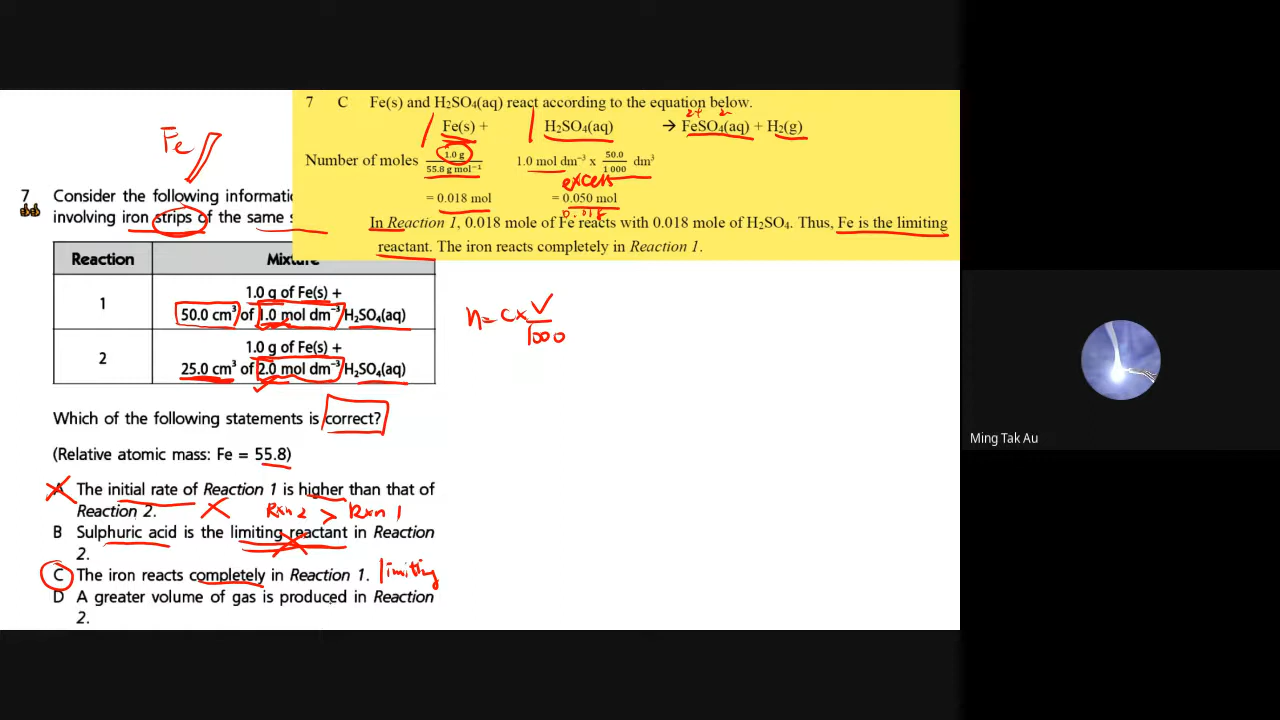 7 C Fe(s) and H₂SO₄(aq) react according to the equation below.
2+ 2-
Fe(s) + H₂SO₄(aq) → FeSO₄(aq) + H₂(g)
Number of moles 1.0 g / 55.8 g mol⁻¹ 1.0 mol dm⁻³ x 50.0 / 1 000 dm³
excess
= 0.018 mol = 0.050 mol
0.018
In Reaction 1, 0.018 mole of Fe reacts with 0.018 mole of H₂SO₄. Thus, Fe is the limiting
reactant. The iron reacts completely in Reaction 1.
Fe
7 Consider the following
involving iron strips of the same
Reaction Mixture
1 1.0 g of Fe(s) +
50.0 cm³ of 1.0 mol dm⁻³ H₂SO₄(aq)
2 1.0 g of Fe(s) +
25.0 cm³ of 2.0 mol dm⁻³ H₂SO₄(aq)
n = c x V / 1000
Which of the following statements is correct?
(Relative atomic mass: Fe = 55.8)
A The initial rate of Reaction 1 is higher than that of
Reaction 2. Rxn 2 > Rxn 1
B Sulphuric acid is the limiting reactant in Reaction
2.
C The iron reacts completely in Reaction 1. limiting
D A greater volume of gas is produced in Reaction
2.
Ming Tak Au